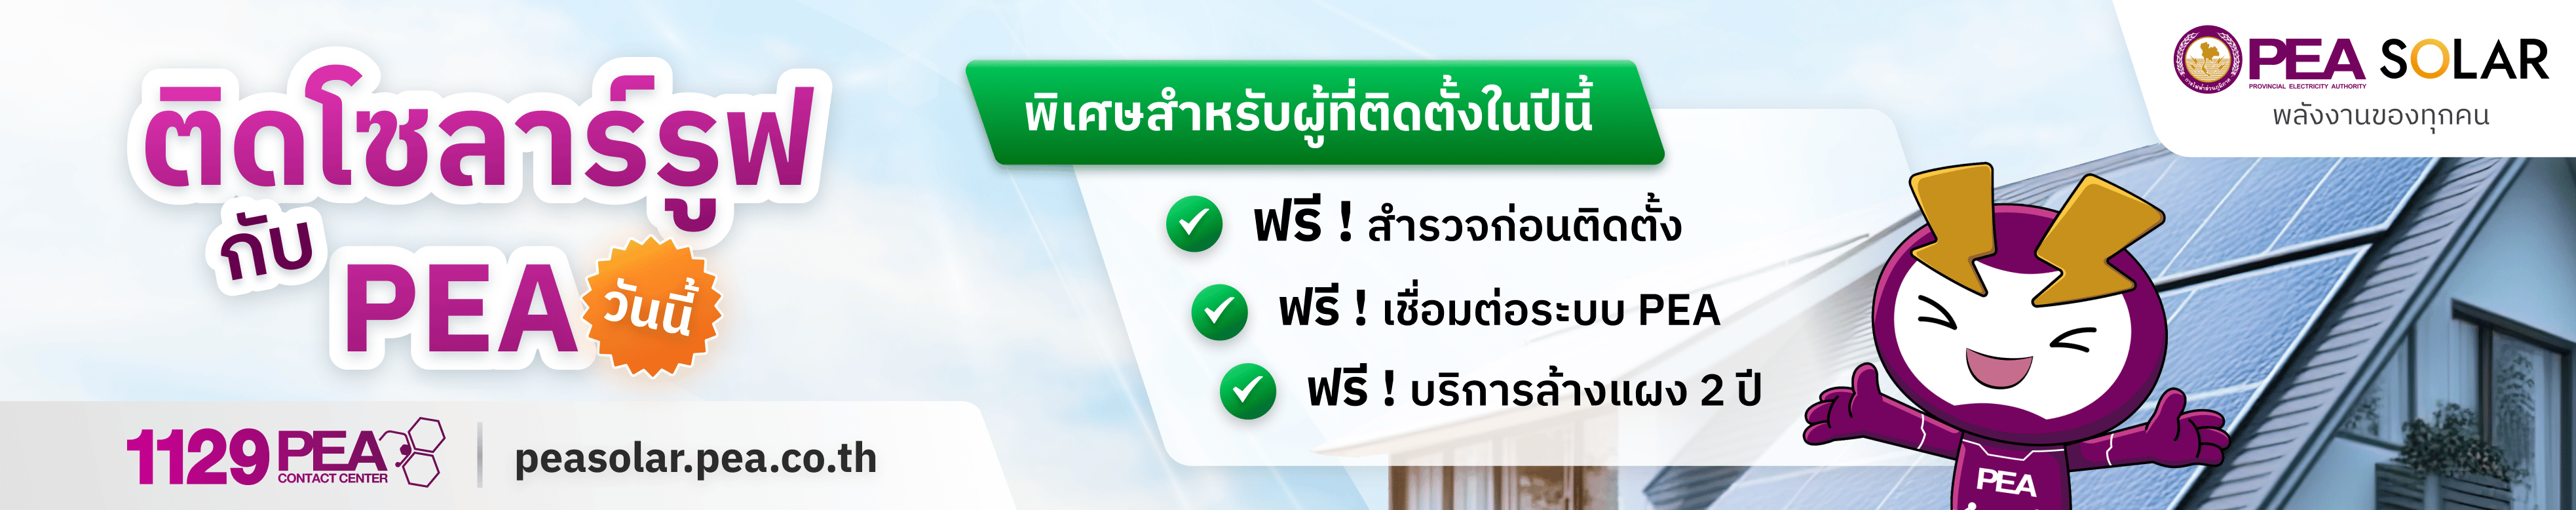 ติดโซลาร์รูฟ
กับ
PEA
วันนี้
1129 PEA
CONTACT CENTER
peasolar.pea.co.th
พิเศษสำหรับผู้ที่ติดตั้งในปีนี้
ฟรี ! สำรวจก่อนติดตั้ง
ฟรี ! เชื่อมต่อระบบ PEA
ฟรี ! บริการล้างแผง 2 ปี
PEA SOLAR
PROVINCIAL ELECTRICITY AUTHORITY
พลังงานของทุกคน
PEA